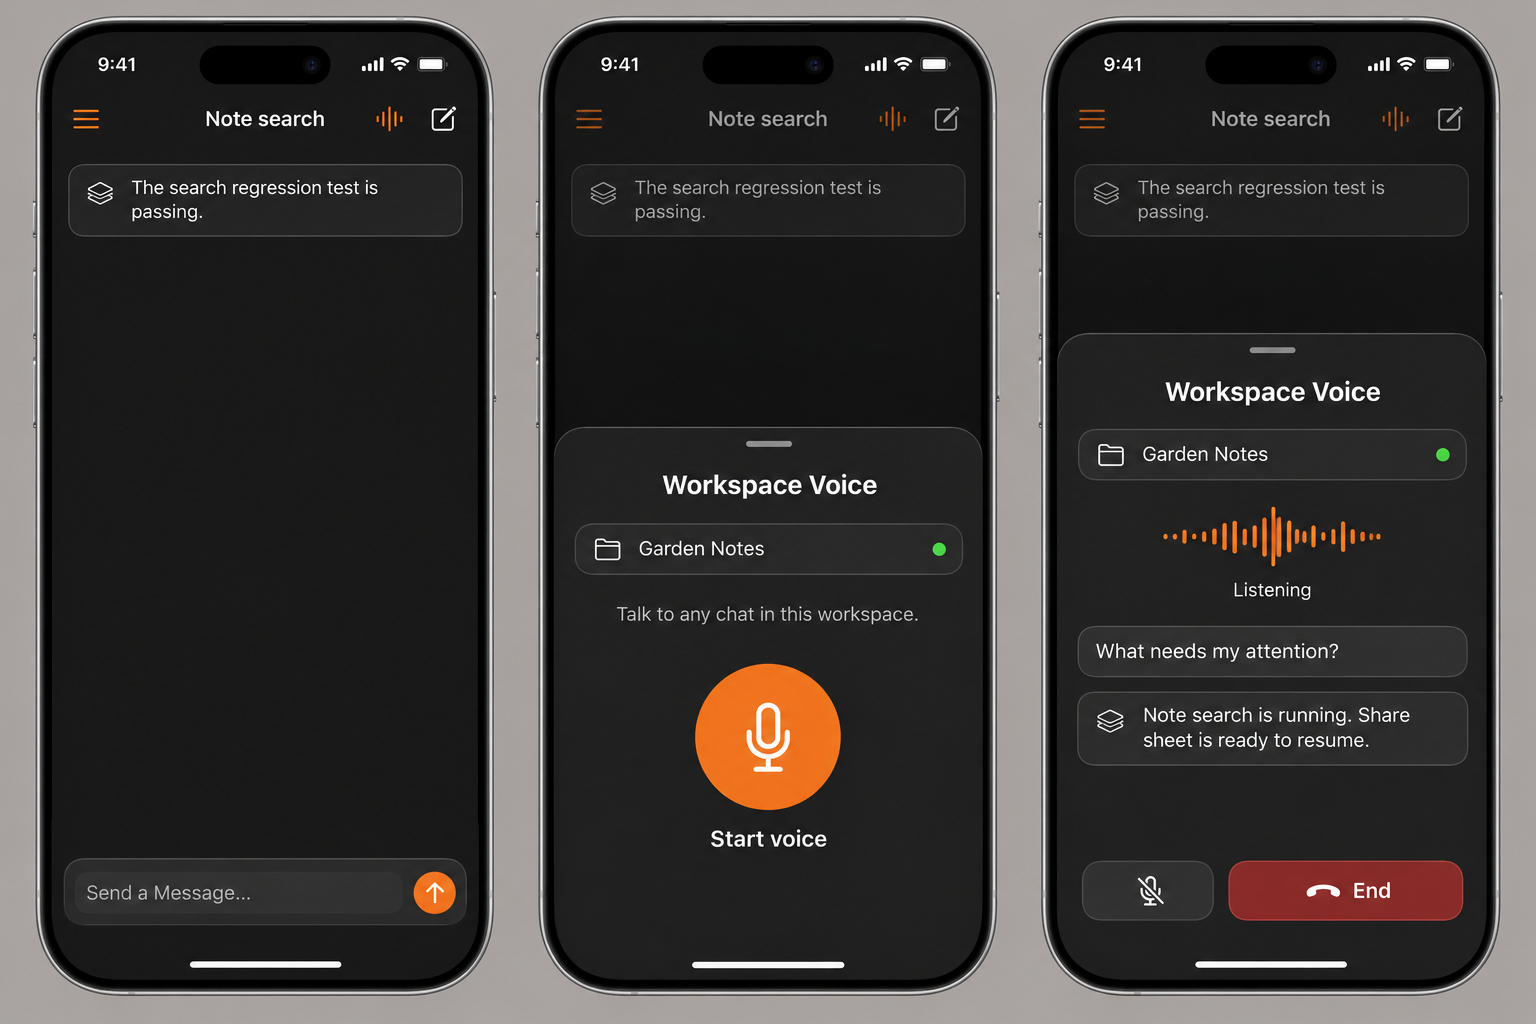 9:41
Note search
The search regression test is
passing.
Send a Message...
9:41
Note search
The search regression test is
passing.
Workspace Voice
Garden Notes
Talk to any chat in this workspace.
Start voice
9:41
Note search
The search regression test is
passing.
Workspace Voice
Garden Notes
Listening
What needs my attention?
Note search is running. Share
sheet is ready to resume.
End